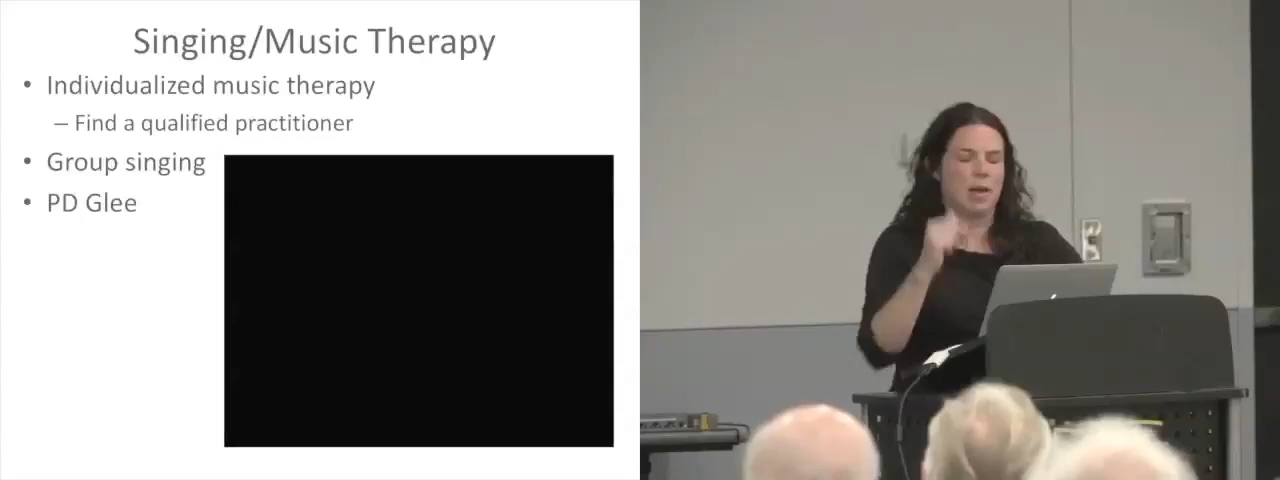 Singing/Music Therapy
• Individualized music therapy
– Find a qualified practitioner
• Group singing
• PD Glee